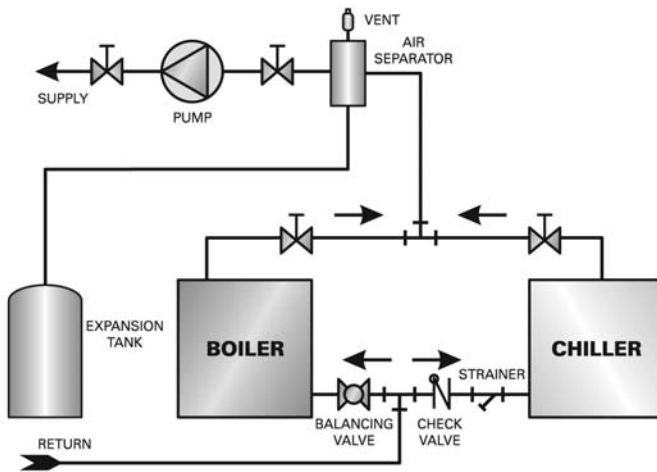 VENT
AIR
SEPARATOR
SUPPLY
PUMP
EXPANSION
TANK
BOILER
CHILLER
STRAINER
BALANCING
VALVE
CHECK
VALVE
RETURN